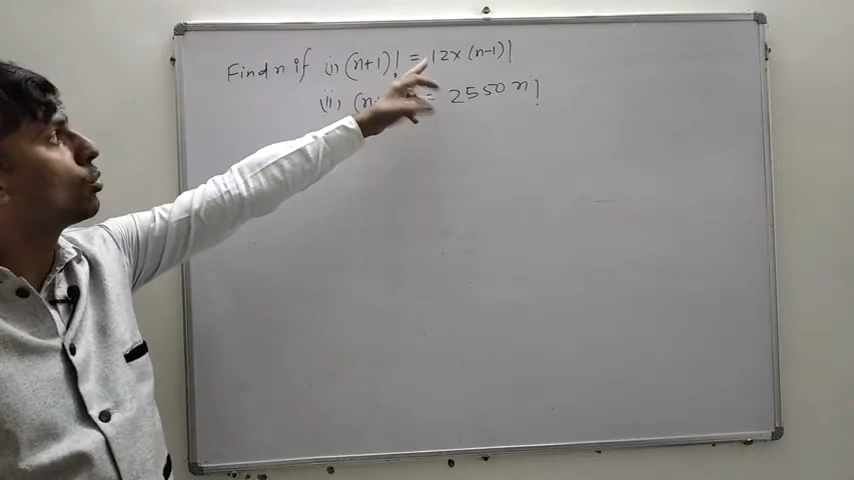 Find n if (i) (n+1)! = 12 x (n-1)!
(ii) (n = 2550 n!